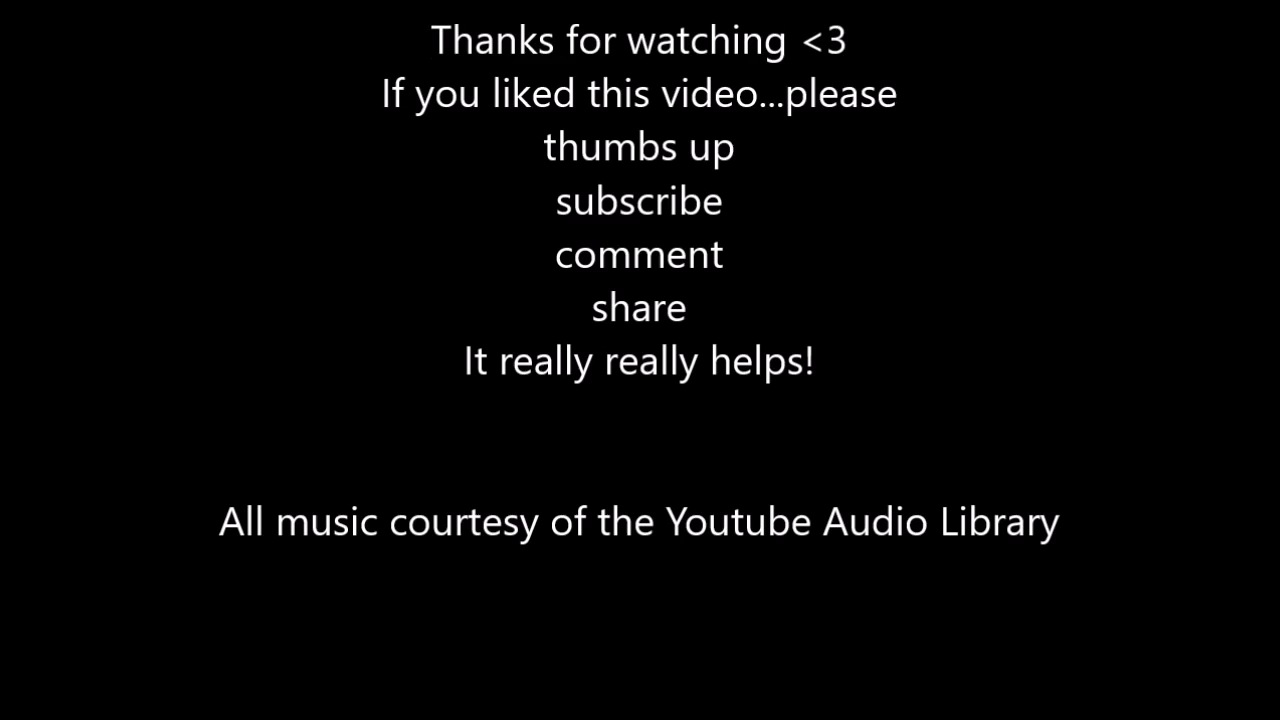 Thanks for watching <3
If you liked this video...please
thumbs up
subscribe
comment
share
It really really helps!
All music courtesy of the Youtube Audio Library